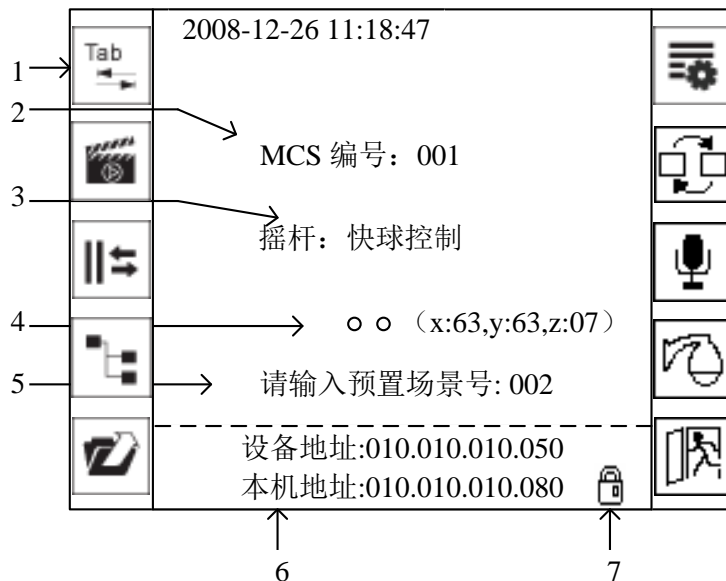 2008-12-26 11:18:47
Tab
1
2
MCS 编号：001
3
摇杆：快球控制
4
（x:63,y:63,z:07）
5
请输入预置场景号: 002
设备地址:010.010.010.050
本机地址:010.010.010.080
6
7